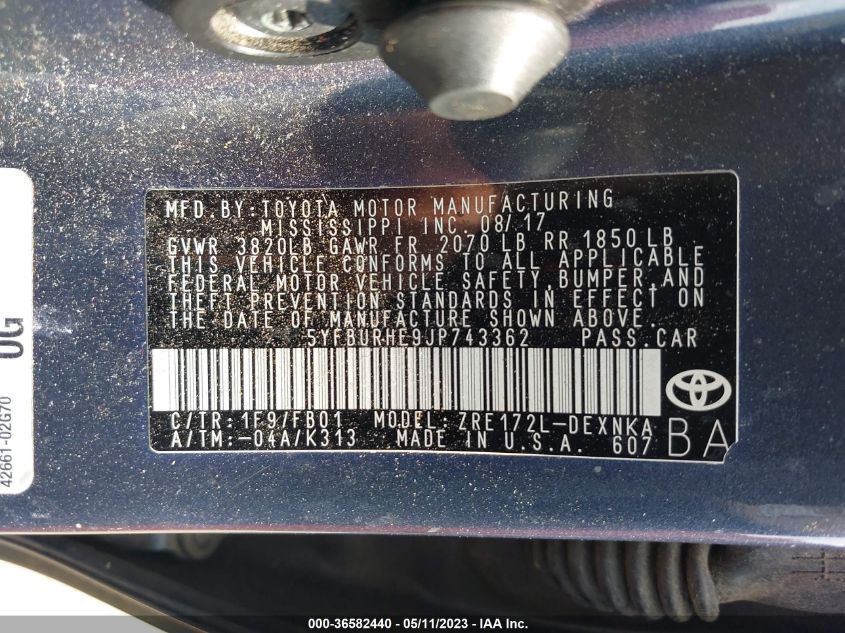 MFD. BY: TOYOTA MOTOR MANUFACTURING
MISSISSIPPI INC. 08/17
GVWR 3820LB GAWR FR 2070 LB RR 1850 LB
THIS VEHICLE CONFORMS TO ALL APPLICABLE
FEDERAL MOTOR VEHICLE SAFETY, BUMPER, AND
THEFT PREVENTION STANDARDS IN EFFECT ON
THE DATE OF MANUFACTURE SHOWN ABOVE.
5YFBURHE9JP743362 PASS. CAR
C/TR: 1F9/FB01 MODEL: ZRE172L-DEXNKA
A/TM: -04A/K313 MADE IN U.S.A. 607
BA
42661-02G70
000-36582440 - 05/11/2023 - IAA Inc.